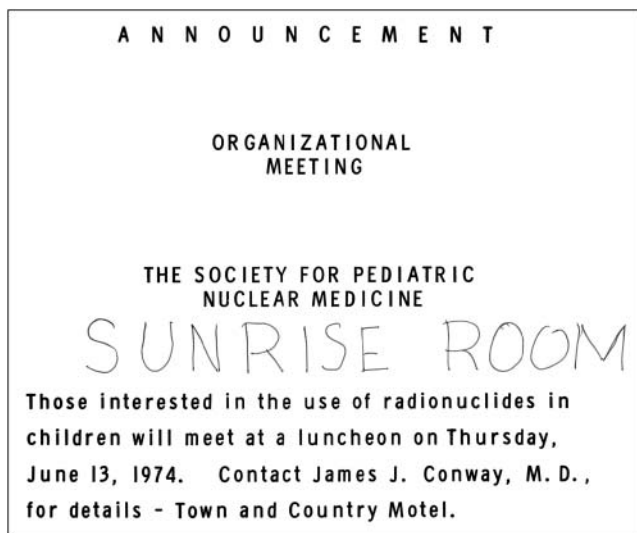 ANNOUNCEMENT
ORGANIZATIONAL
MEETING
THE SOCIETY FOR PEDIATRIC
NUCLEAR MEDICINE
SUNRISE ROOM
Those interested in the use of radionuclides in
children will meet at a luncheon on Thursday,
June 13, 1974. Contact James J. Conway, M.D.,
for details - Town and Country Motel.